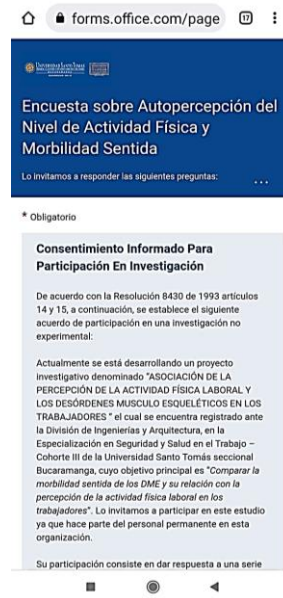 forms.office.com/page
17
UNIVERSIDAD SANTO TOMÁS
Encuesta sobre Autopercepción del
Nivel de Actividad Física y
Morbilidad Sentida
Lo invitamos a responder las siguientes preguntas:
* Obligatorio
Consentimiento Informado Para
Participación En Investigación
De acuerdo con la Resolución 8430 de 1993 artículos
14 y 15, a continuación, se establece el siguiente
acuerdo de participación en una investigación no
experimental:
Actualmente se está desarrollando un proyecto
investigativo denominado "ASOCIACIÓN DE LA
PERCEPCIÓN DE LA ACTIVIDAD FÍSICA LABORAL Y
LOS DESÓRDENES MUSCULO ESQUELÉTICOS EN LOS
TRABAJADORES " el cual se encuentra registrado ante
la División de Ingenierías y Arquitectura, en la
Especialización en Seguridad y Salud en el Trabajo –
Cohorte III de la Universidad Santo Tomás seccional
Bucaramanga, cuyo objetivo principal es "Comparar la
morbilidad sentida de los DME y su relación con la
percepción de la actividad física laboral en los
trabajadores". Lo invitamos a participar en este estudio
ya que hace parte del personal permanente en esta
organización.
Su participación consiste en dar respuesta a una serie